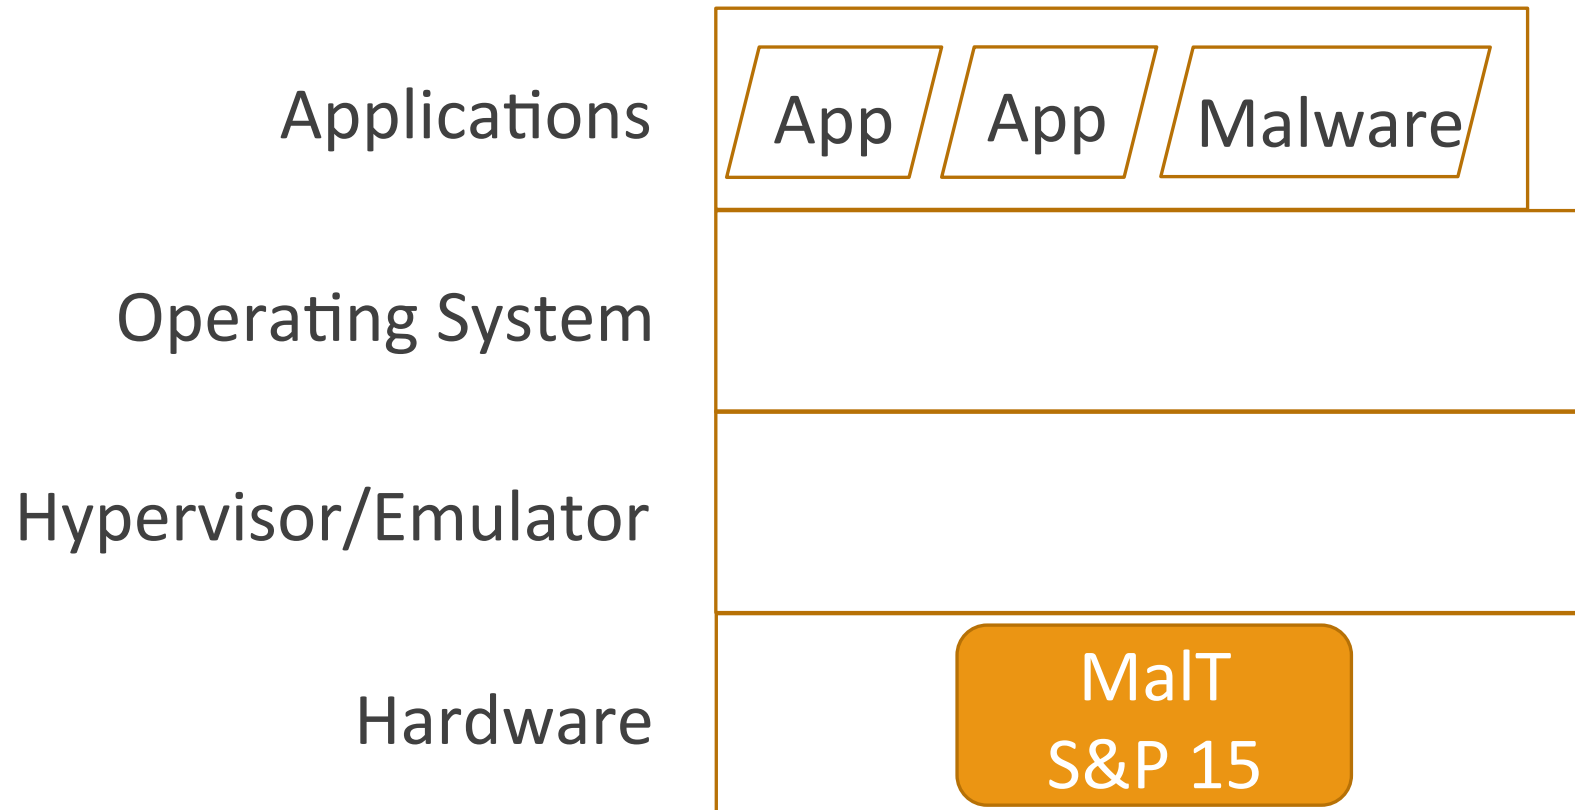 Applications
App
App
Malware
Operating System
Hypervisor/Emulator
Hardware
MalT
S&P 15